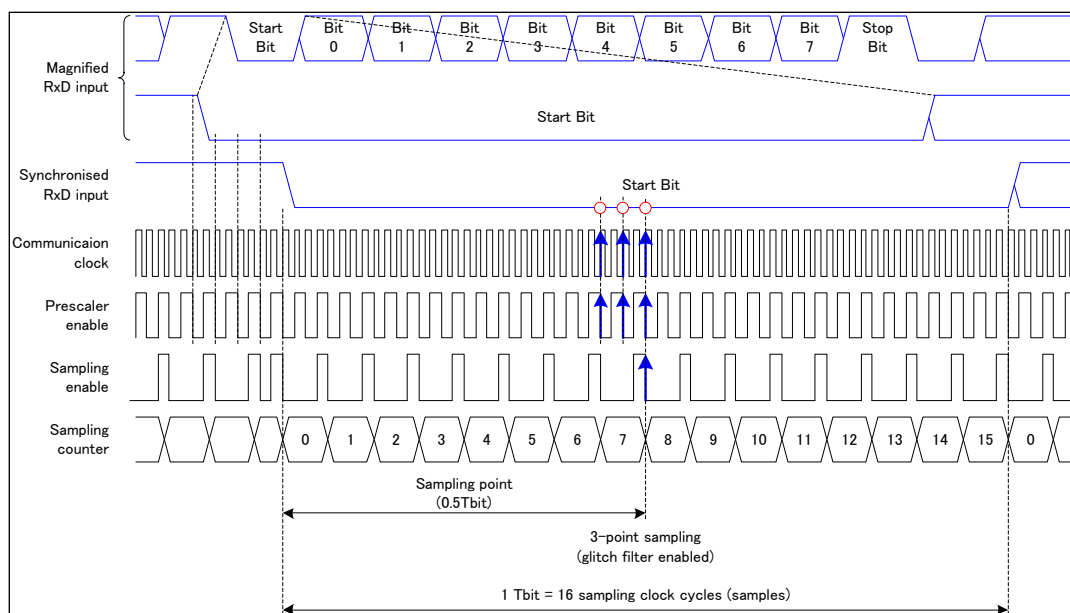 Start Bit
Bit 0
Bit 1
Bit 2
Bit 3
Bit 4
Bit 5
Bit 6
Bit 7
Stop Bit
Magnified
RxD input
Start Bit
Synchronised
RxD input
Start Bit
Communicaion
clock
Prescaler
enable
Sampling
enable
Sampling
counter
0 1 2 3 4 5 6 7 8 9 10 11 12 13 14 15 0
Sampling point
(0.5Tbit)
3-point sampling
(glitch filter enabled)
1 Tbit = 16 sampling clock cycles (samples)